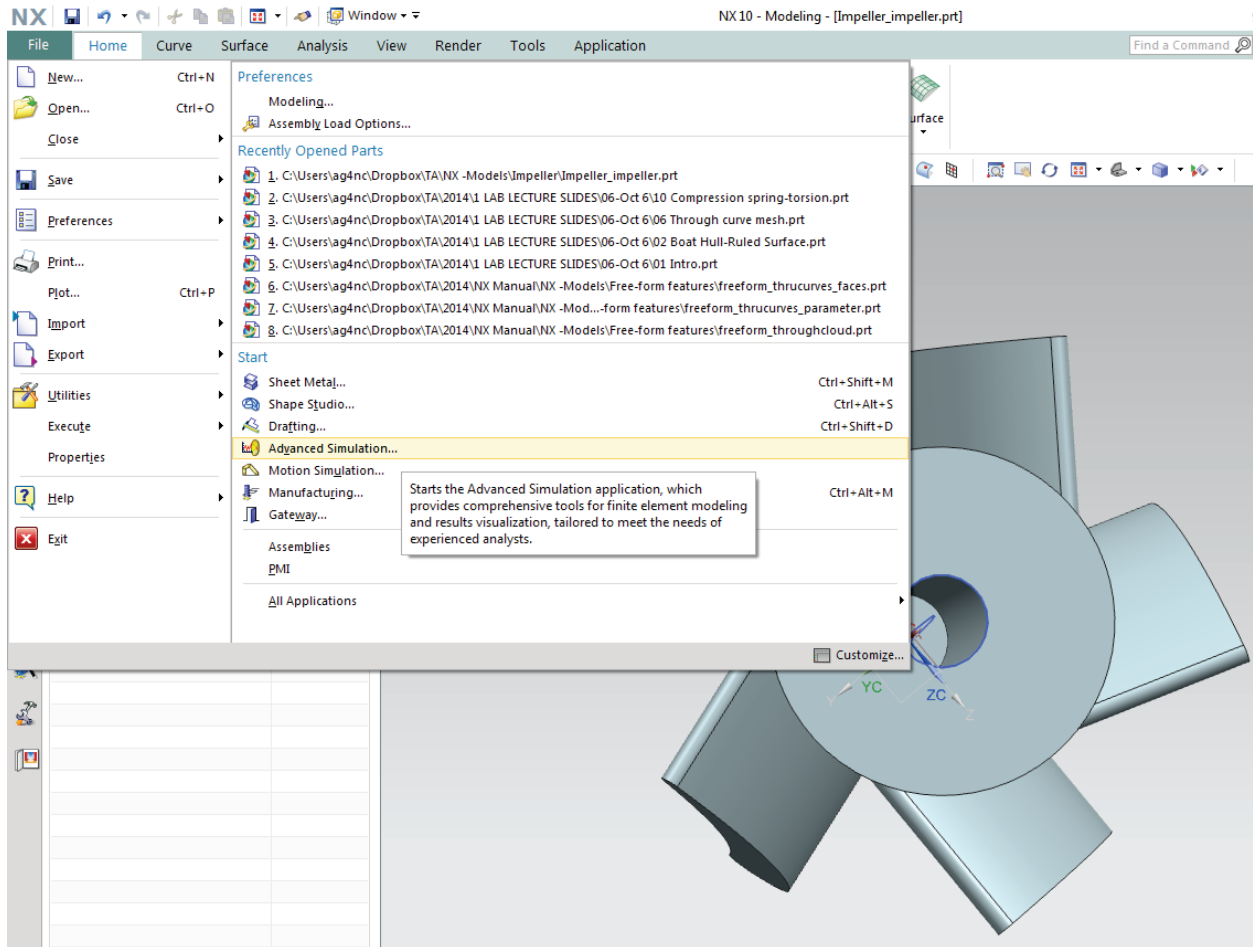 NX Window NX 10 - Modeling - [Impeller_impeller.prt]
File Home Curve Surface Analysis View Render Tools Application Find a Command
New... Ctrl+N
Open... Ctrl+O
Close
Save
Preferences
Print...
Plot... Ctrl+P
Import
Export
Utilities
Execute
Properties
Help
Exit
Preferences
Modeling...
Assembly Load Options...
Recently Opened Parts
1. C:\Users\ag4nc\Dropbox\TA\NX -Models\Impeller\Impeller_impeller.prt
2. C:\Users\ag4nc\Dropbox\TA\2014\1 LAB LECTURE SLIDES\06-Oct 6\10 Compression spring-torsion.prt
3. C:\Users\ag4nc\Dropbox\TA\2014\1 LAB LECTURE SLIDES\06-Oct 6\06 Through curve mesh.prt
4. C:\Users\ag4nc\Dropbox\TA\2014\1 LAB LECTURE SLIDES\06-Oct 6\02 Boat Hull-Ruled Surface.prt
5. C:\Users\ag4nc\Dropbox\TA\2014\1 LAB LECTURE SLIDES\06-Oct 6\01 Intro.prt
6. C:\Users\ag4nc\Dropbox\TA\2014\NX Manual\NX -Models\Free-form features\freeform_thrucurves_faces.prt
7. C:\Users\ag4nc\Dropbox\TA\2014\NX Manual\NX -Mod...-form features\freeform_thrucurves_parameter.prt
8. C:\Users\ag4nc\Dropbox\TA\2014\NX Manual\NX -Models\Free-form features\freeform_throughcloud.prt
Start
Sheet Metal... Ctrl+Shift+M
Shape Studio... Ctrl+Alt+S
Drafting... Ctrl+Shift+D
Advanced Simulation...
Motion Simulation...
Manufacturing... Ctrl+Alt+M
Gateway...
Starts the Advanced Simulation application, which
provides comprehensive tools for finite element modeling
and results visualization, tailored to meet the needs of
experienced analysts.
Assemblies
PMI
All Applications
Customize...
urface
YC
ZC
Y
Z